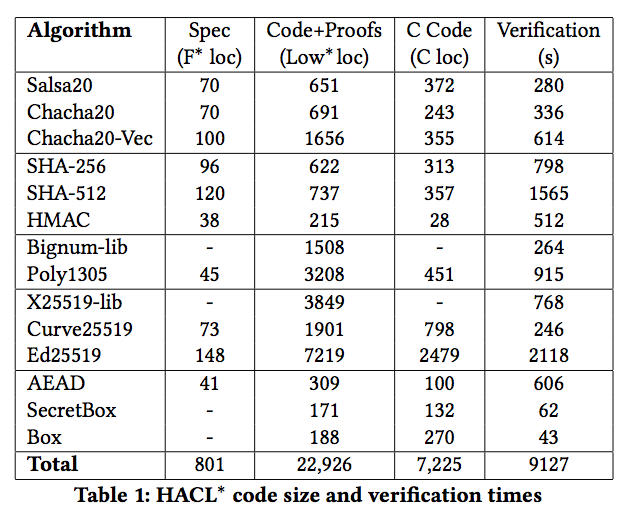 Algorithm Spec Code+Proofs C Code Verification
(F* loc) (Low* loc) (C loc) (s)
Salsa20 70 651 372 280
Chacha20 70 691 243 336
Chacha20-Vec 100 1656 355 614
SHA-256 96 622 313 798
SHA-512 120 737 357 1565
HMAC 38 215 28 512
Bignum-lib - 1508 - 264
Poly1305 45 3208 451 915
X25519-lib - 3849 - 768
Curve25519 73 1901 798 246
Ed25519 148 7219 2479 2118
AEAD 41 309 100 606
SecretBox - 171 132 62
Box - 188 270 43
Total 801 22,926 7,225 9127
Table 1: HACL* code size and verification times